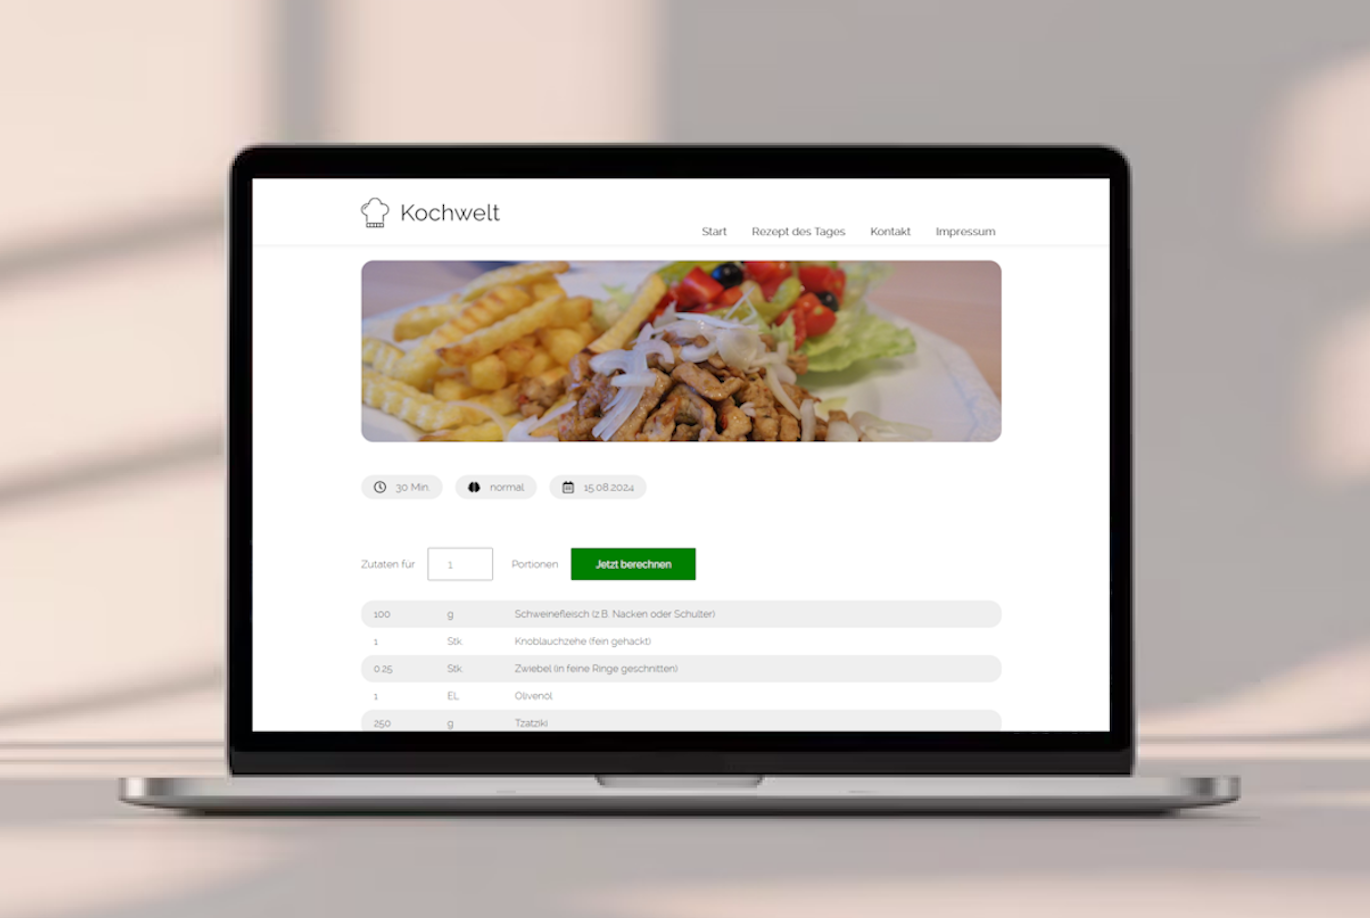 Kochwelt
Start Rezept des Tages Kontakt Impressum
30 Min. normal 15.08.2024
Zutaten für 1 Portionen Jetzt berechnen
100 g Schweinefleisch (z.B. Nacken oder Schulter)
1 Stk. Knoblauchzehe (fein gehackt)
0.25 Stk. Zwiebel (in feine Ringe geschnitten)
1 EL Olivenöl
250 g Tzatziki